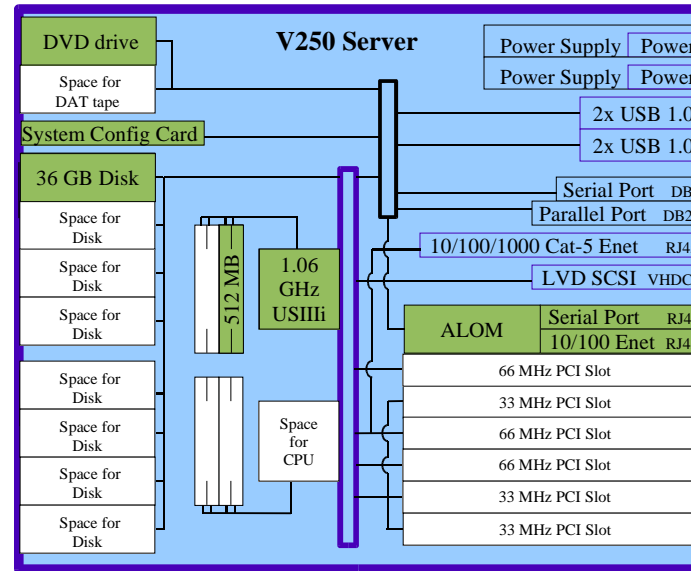 V250 Server
DVD drive
Space for
DAT tape
System Config Card
36 GB Disk
Space for
Disk
Space for
Disk
Space for
Disk
Space for
Disk
Space for
Disk
Space for
Disk
Space for
Disk
512 MB
1.06
GHz
USIIIi
Space
for
CPU
Power Supply Power
Power Supply Power
2x USB 1.0
2x USB 1.0
Serial Port DB
Parallel Port DB2
10/100/1000 Cat-5 Enet RJ4
LVD SCSI VHDC
ALOM
Serial Port RJ4
10/100 Enet RJ4
66 MHz PCI Slot
33 MHz PCI Slot
66 MHz PCI Slot
66 MHz PCI Slot
33 MHz PCI Slot
33 MHz PCI Slot